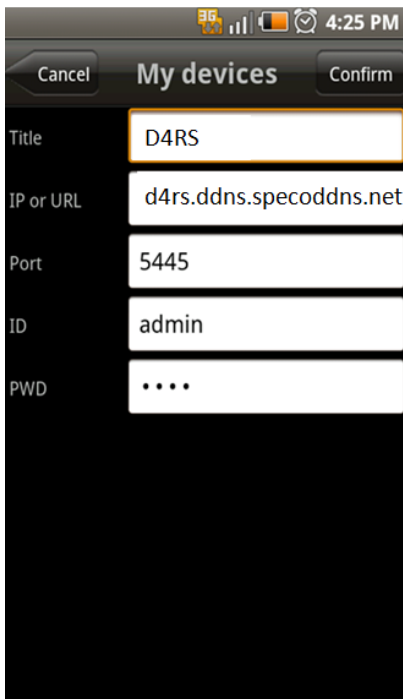 3G 4:25 PM
Cancel My devices Confirm
Title D4RS
IP or URL d4rs.ddns.specoddns.net
Port 5445
ID admin
PWD ••••